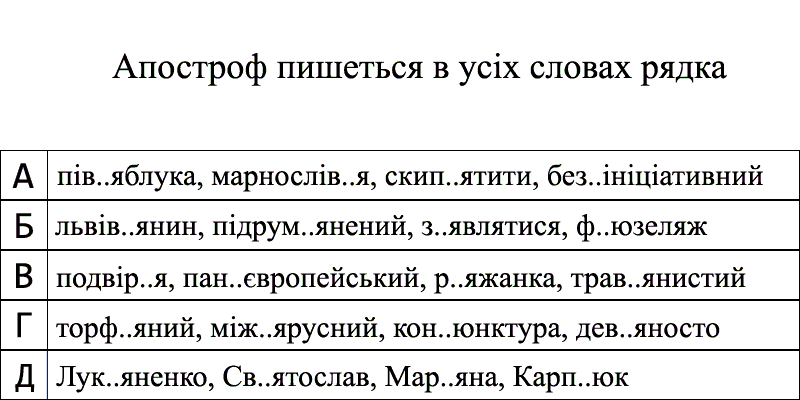 Апостроф пишеться в усіх словах рядка
А пів..яблука, марнослів..я, скип..ятити, без..ініціативний
Б львів..янин, підрум..янений, з..являтися, ф..юзеляж
В подвір..я, пан..європейський, р..яжанка, трав..янистий
Г торф..яний, між..ярусний, кон..юнктура, дев..яносто
Д Лук..яненко, Св..ятослав, Мар..яна, Карп..юк